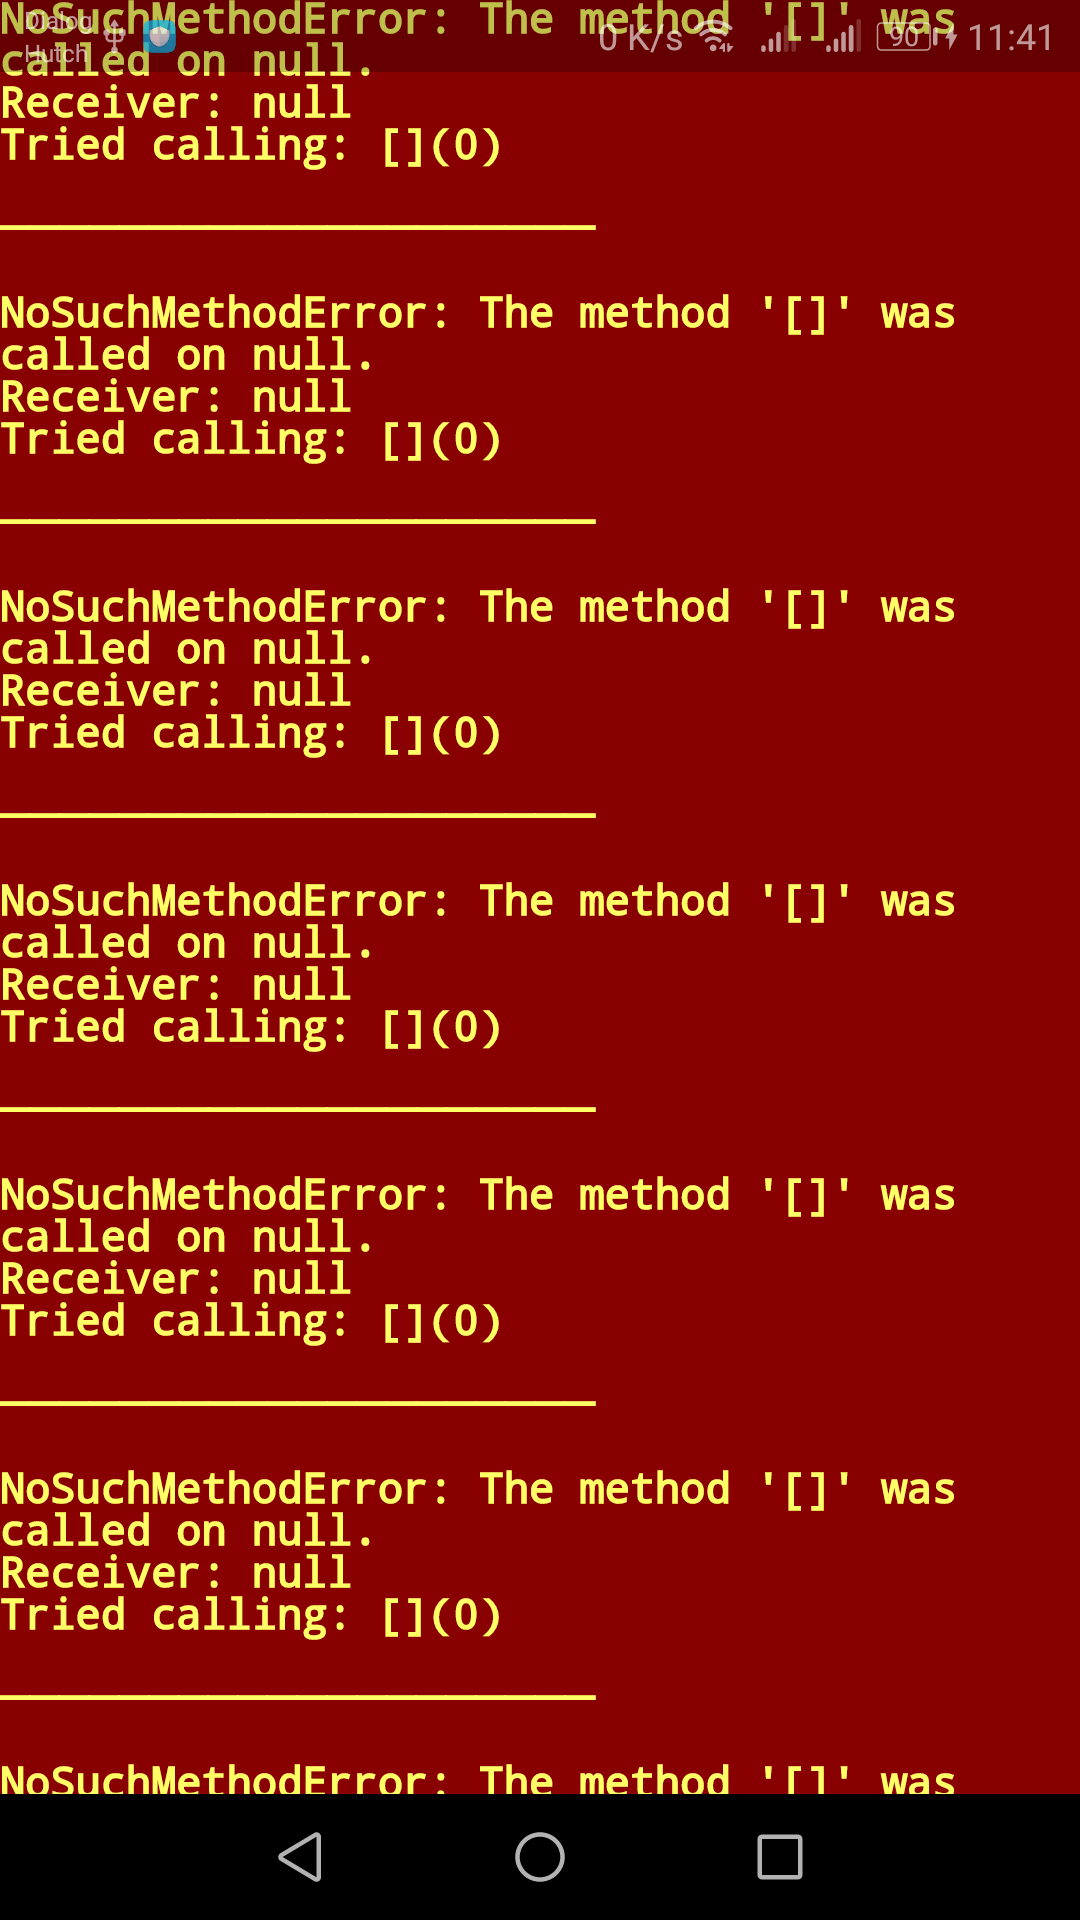 NoSuchMethodError: The method '[]' was
Dialog
Hutch
0 K/s
90
11:41
called on null.
Receiver: null
Tried calling: [](0)
NoSuchMethodError: The method '[]' was
called on null.
Receiver: null
Tried calling: [](0)
NoSuchMethodError: The method '[]' was
called on null.
Receiver: null
Tried calling: [](0)
NoSuchMethodError: The method '[]' was
called on null.
Receiver: null
Tried calling: [](0)
NoSuchMethodError: The method '[]' was
called on null.
Receiver: null
Tried calling: [](0)
NoSuchMethodError: The method '[]' was
called on null.
Receiver: null
Tried calling: [](0)
NoSuchMethodError: The method '[]' was